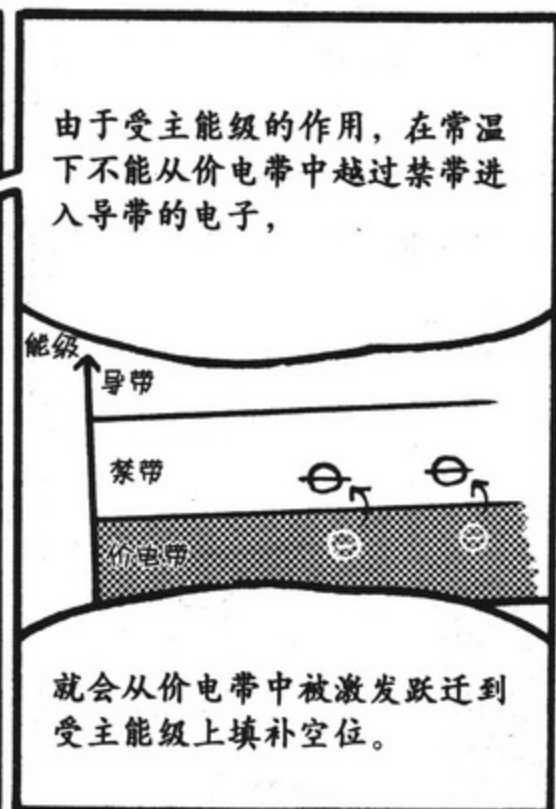 由于受主能级的作用，在常温
下不能从价电带中越过禁带进
入导带的电子，
能级
导带
禁带
价电带
就会从价电带中被激发跃迁到
受主能级上填补空位。